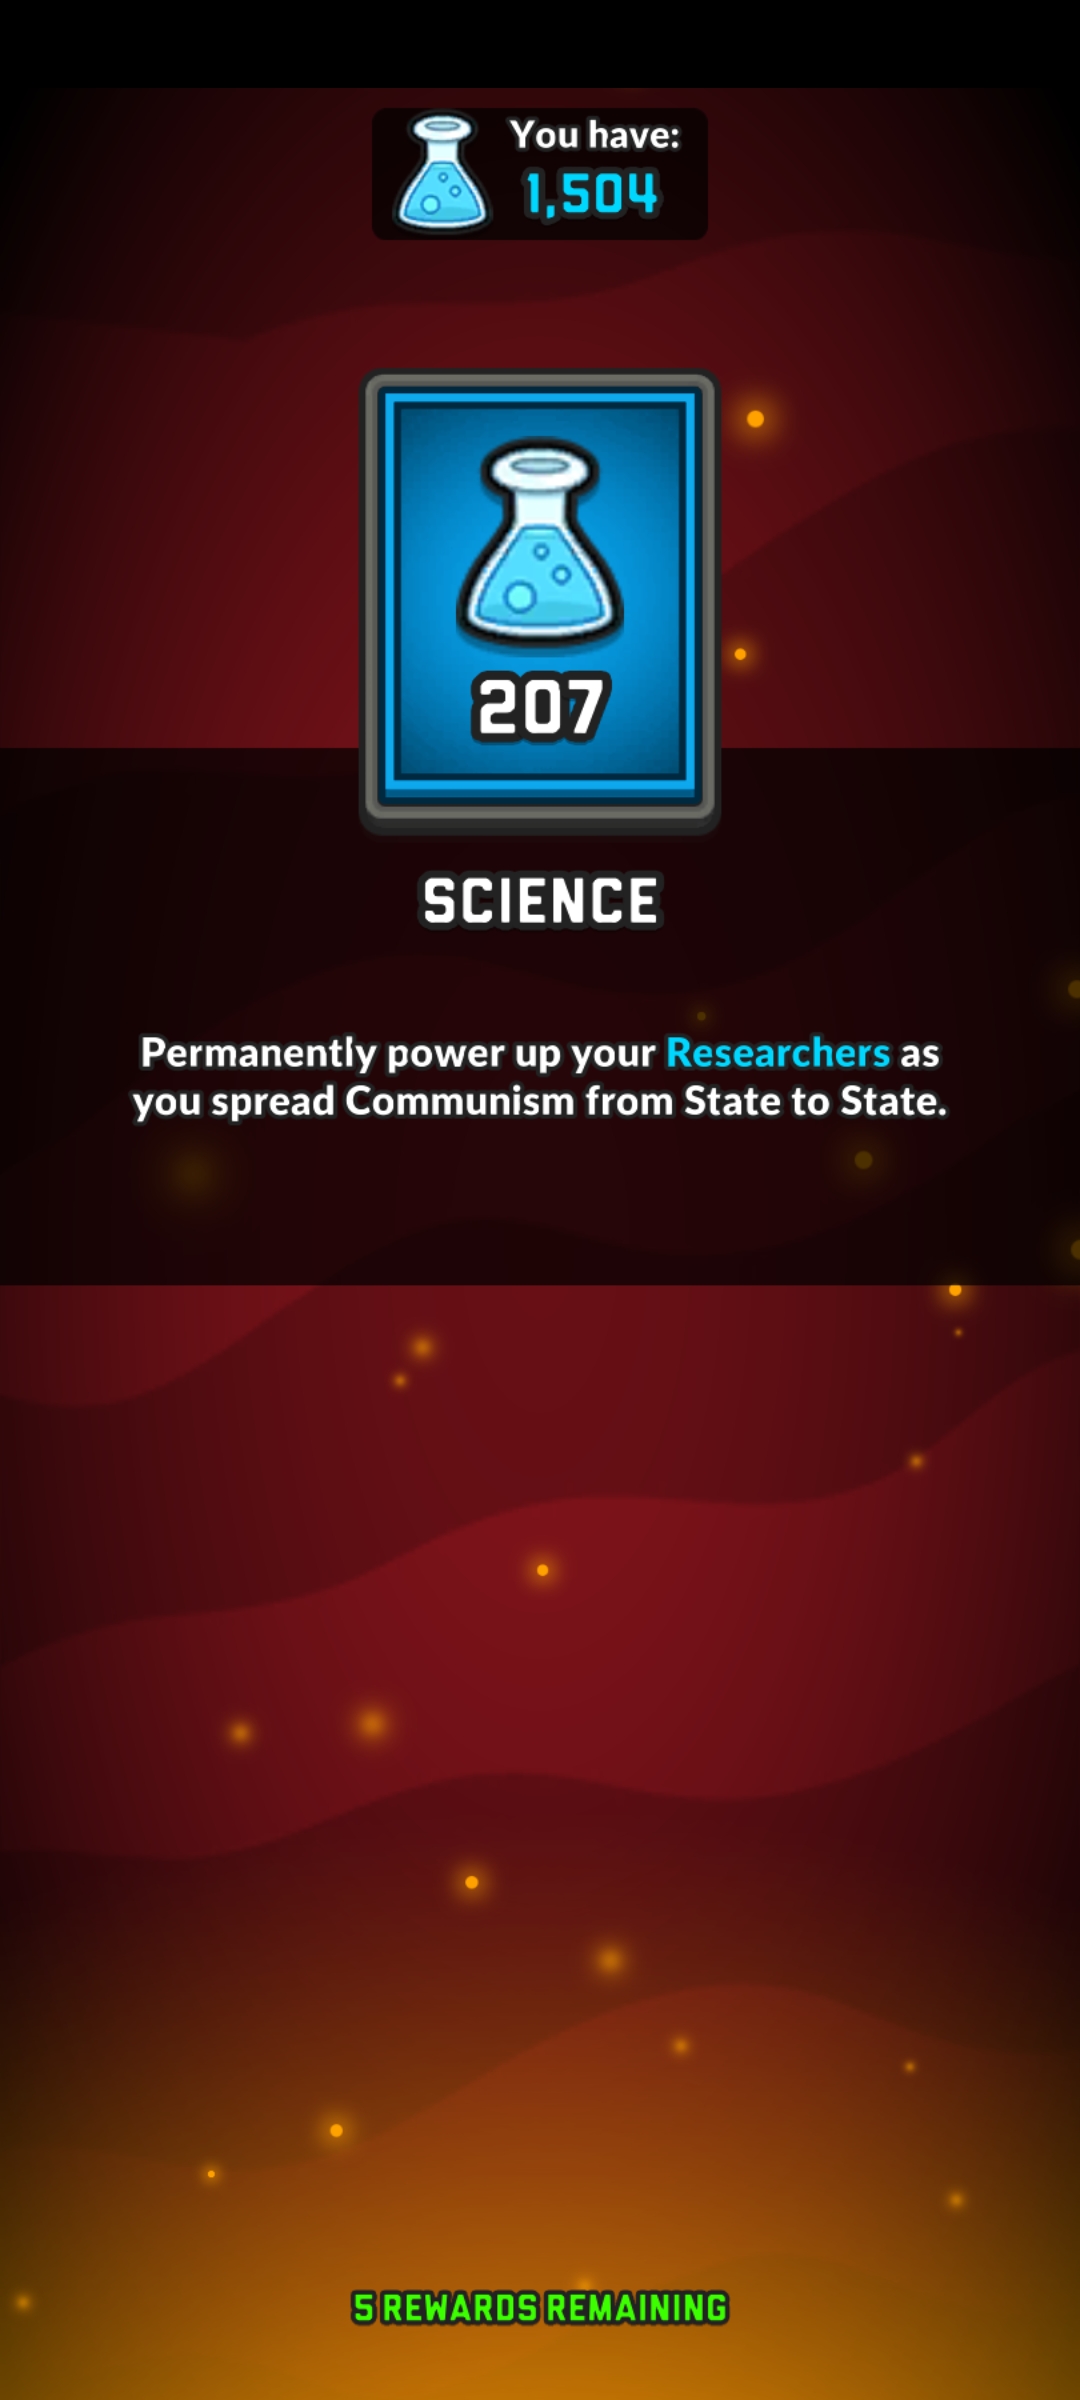 You have:
1,504
207
SCIENCE
Permanently power up your Researchers as
you spread Communism from State to State.
5 REWARDS REMAINING